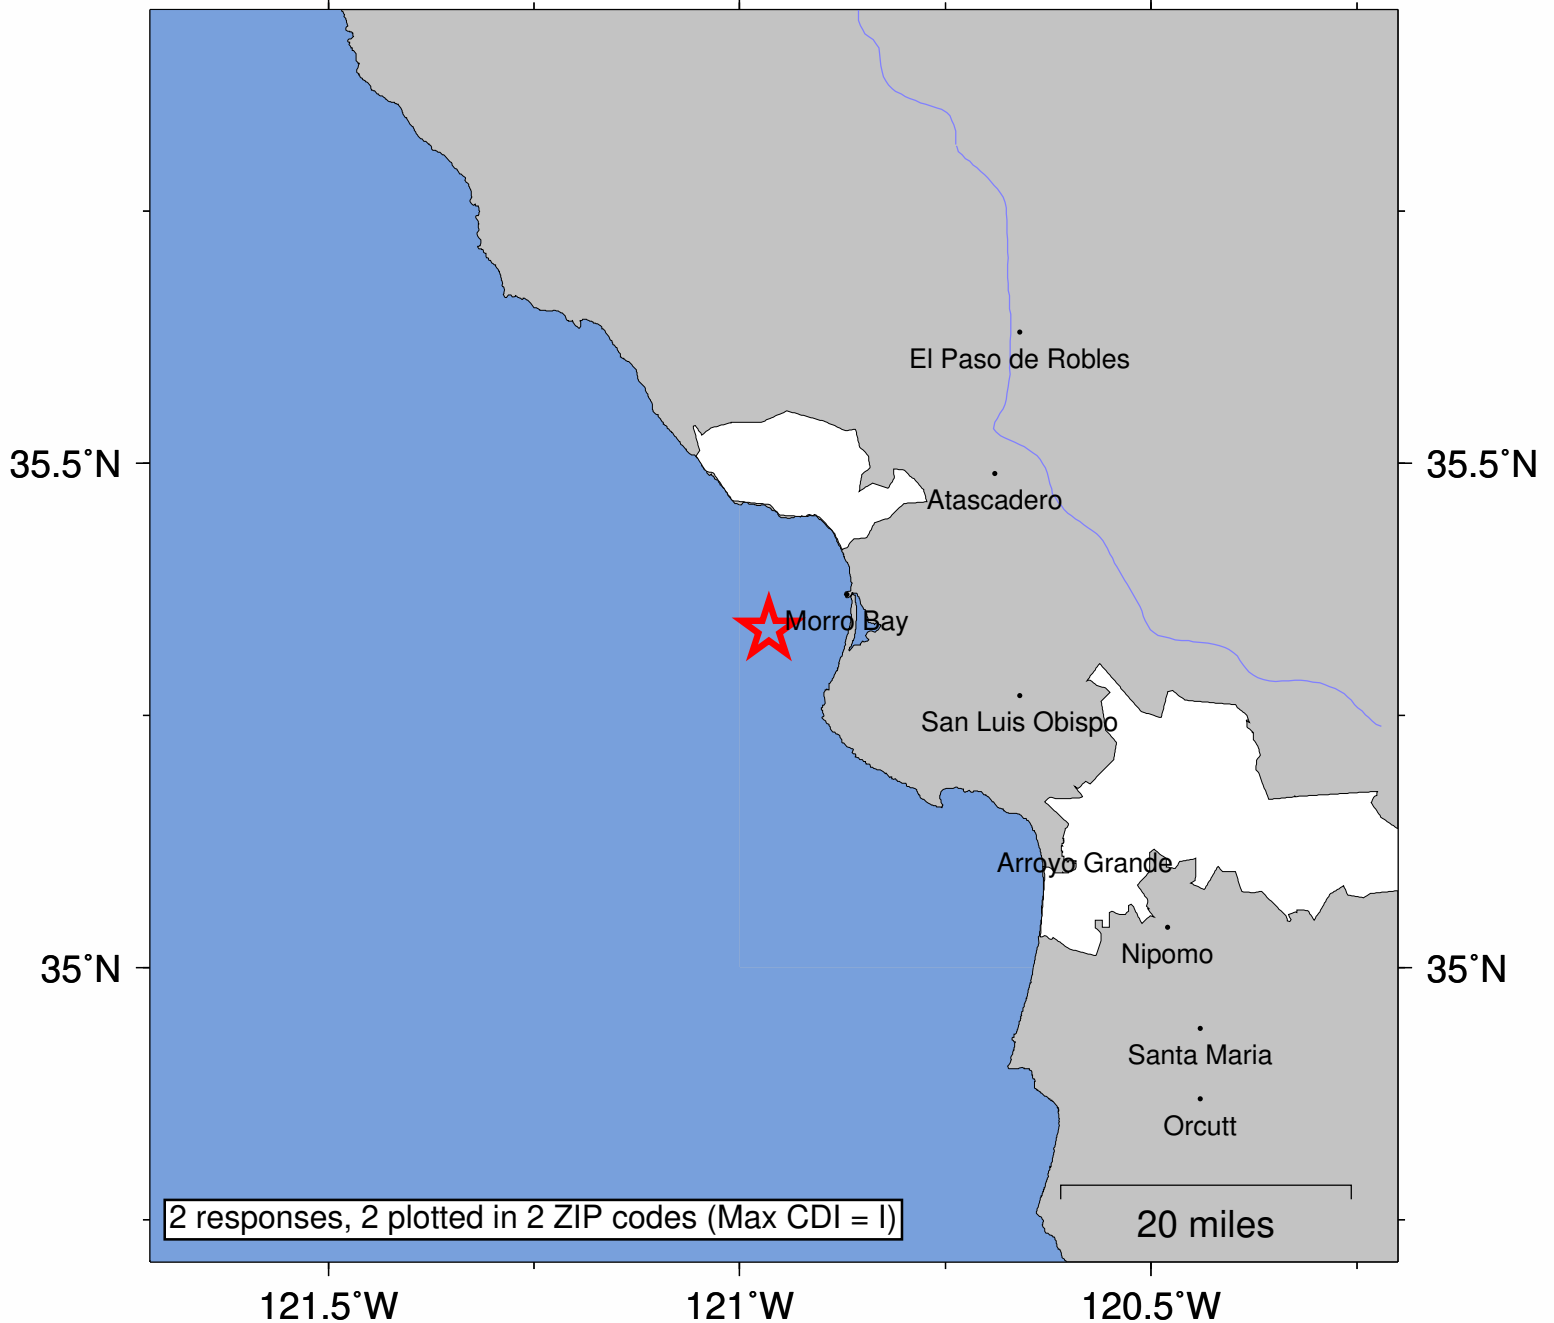 El Paso de Robles
35.5˚N
35.5˚N
Atascadero
Morro Bay
San Luis Obispo
Arroyo Grande
Nipomo
35˚N
35˚N
Santa Maria
Orcutt
2 responses, 2 plotted in 2 ZIP codes (Max CDI = I)
20 miles
121.5˚W
121˚W
120.5˚W